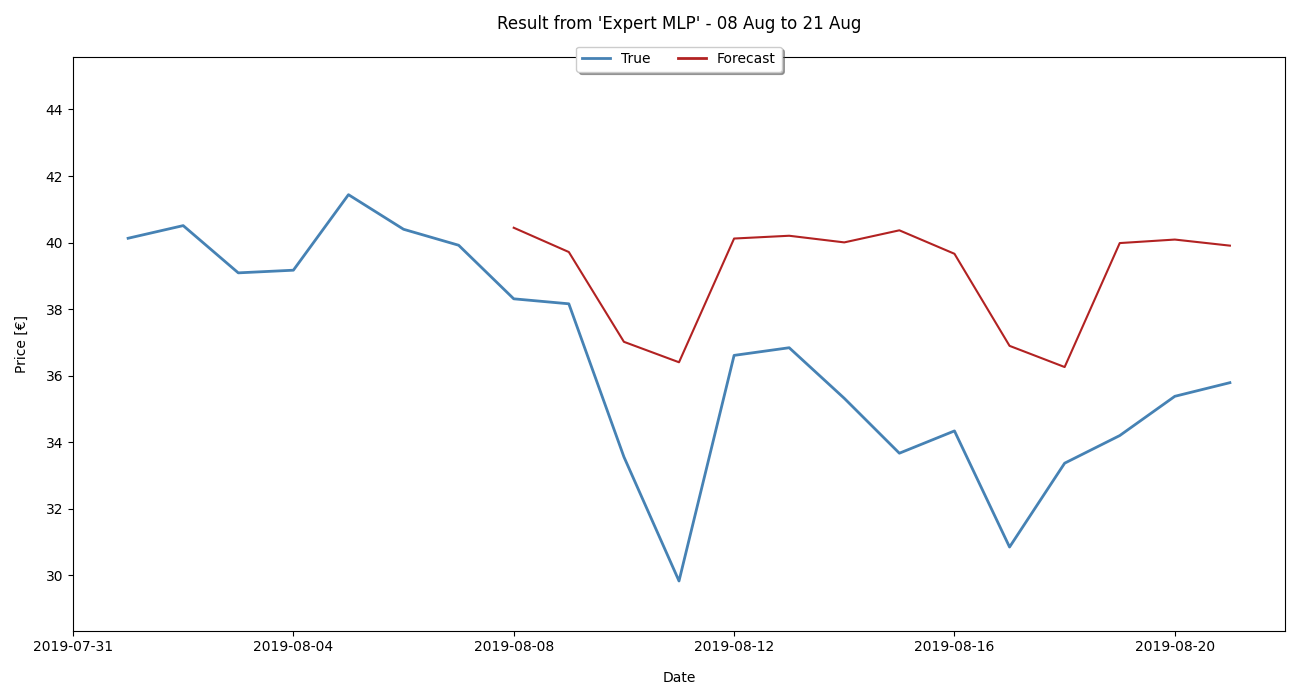 Result from 'Expert MLP' - 08 Aug to 21 Aug
True
Forecast
44
42
40
38
36
34
32
30
Price [€]
2019-07-31
2019-08-04
2019-08-08
2019-08-12
2019-08-16
2019-08-20
Date